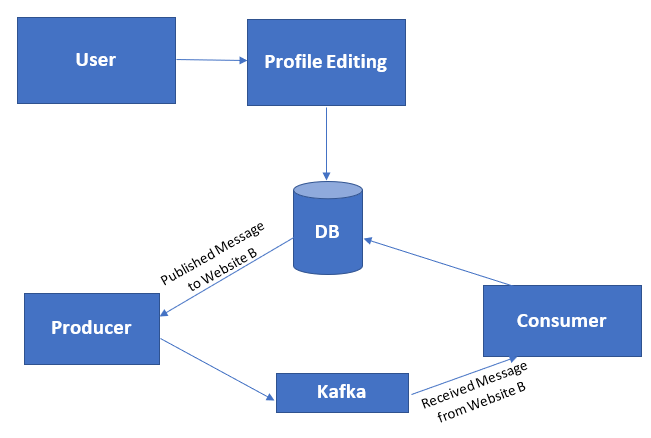 User
Profile Editing
DB
Published Message
to Website B
Producer
Consumer
Kafka
Received Message
from Website B